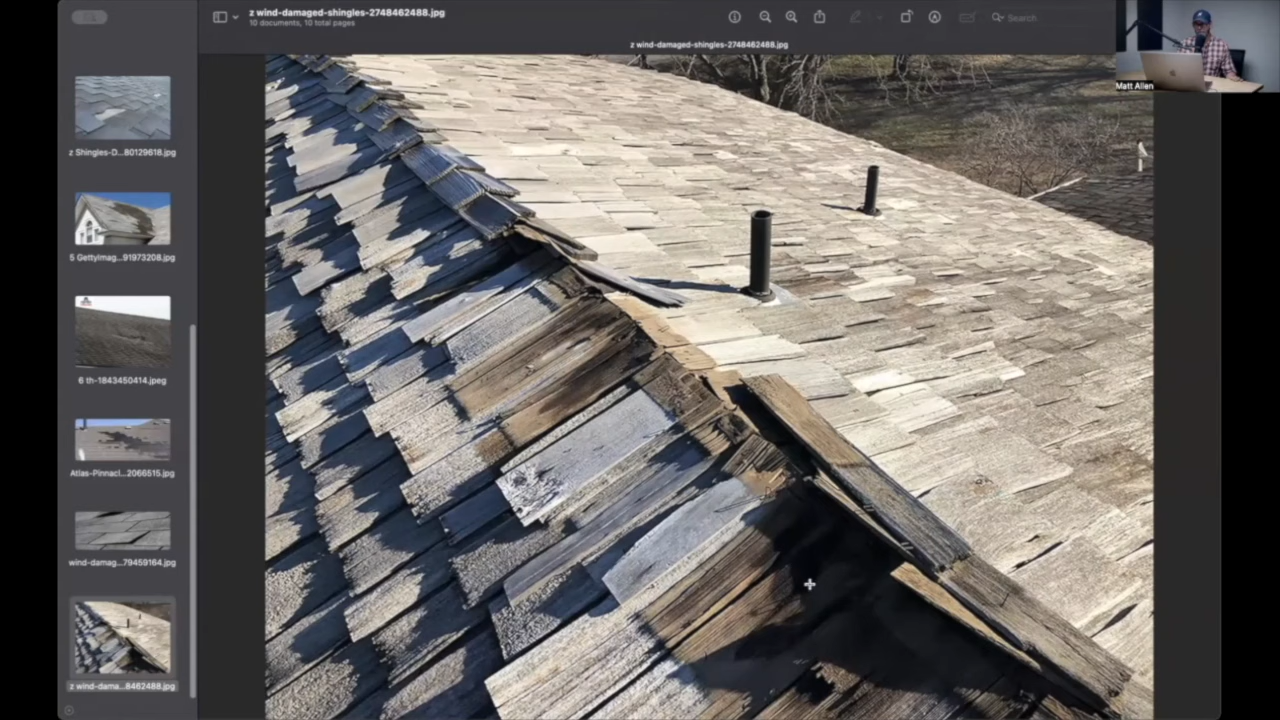 z wind-damaged-shingles-2748462488.jpg
10 documents, 10 total pages
Search
z wind-damaged-shingles-2748462488.jpg
Matt Allen
z Shingles-D...80129618.jpg
5 GettyImag...91973208.jpg
6 th-1843450414.jpeg
Atlas-Pinnacl...2066515.jpg
wind-damag...79459164.jpg
z wind-dama...8462488.jpg